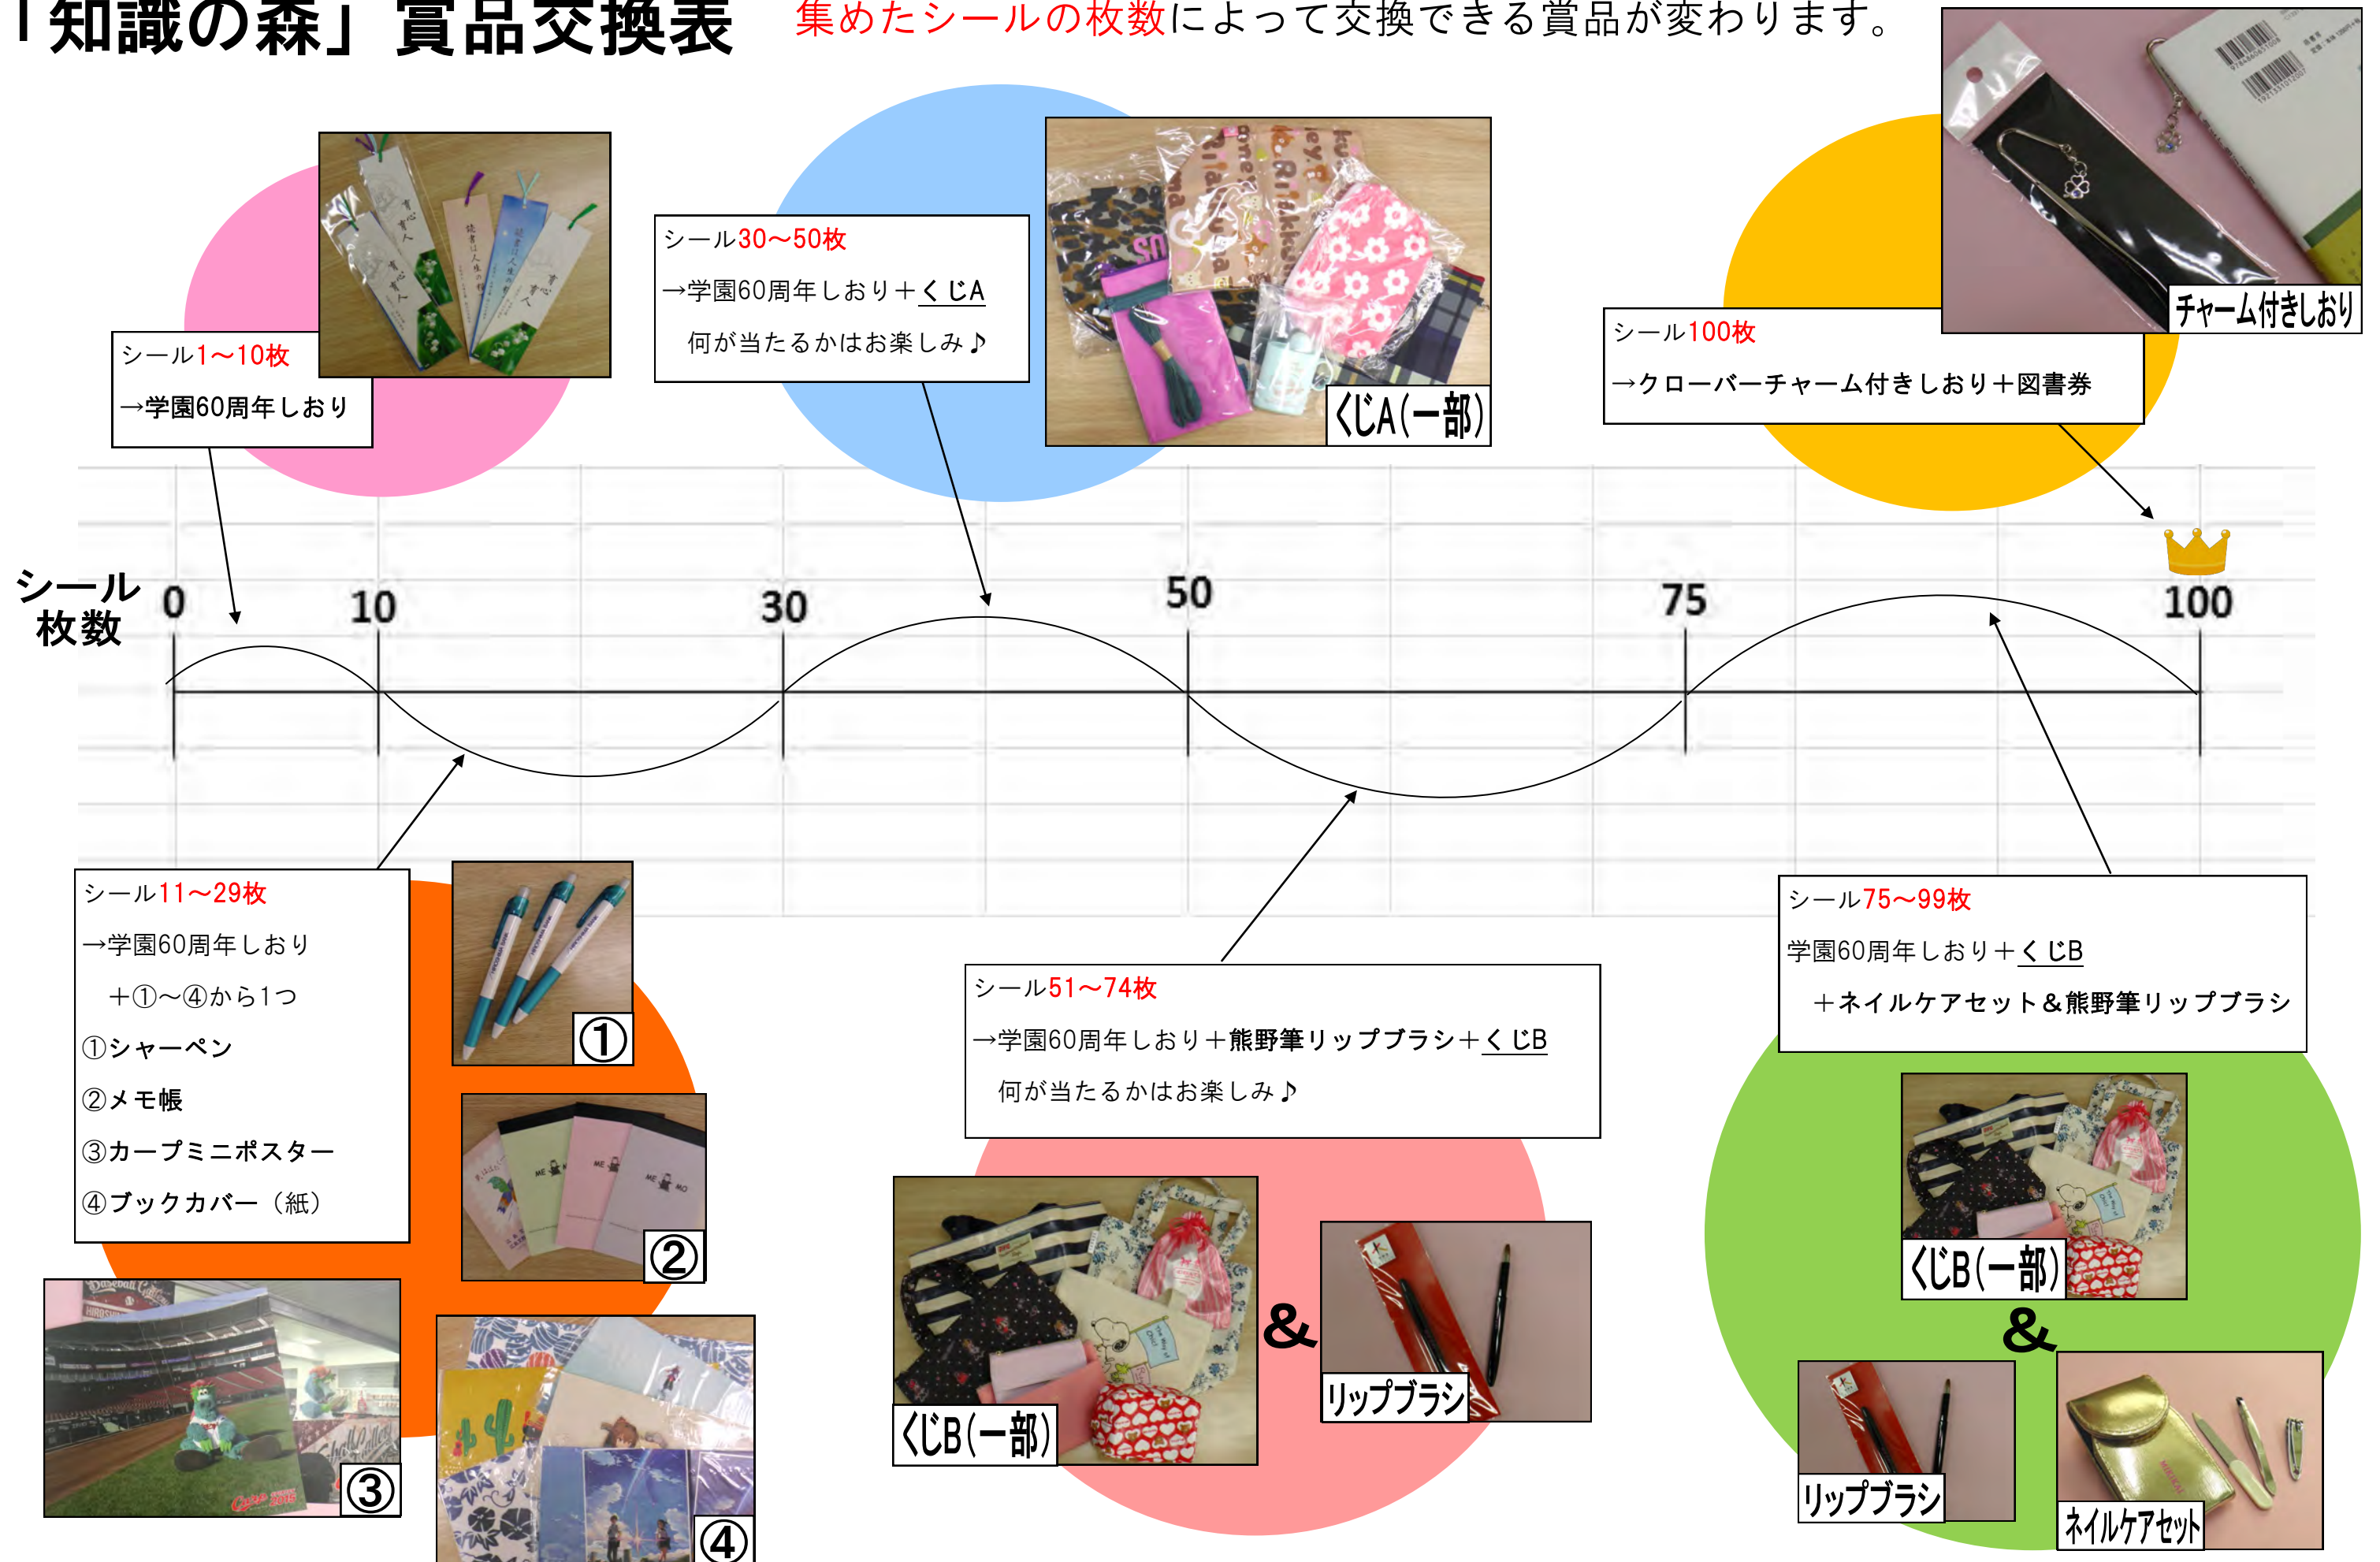 「知識の森」賞品交換表
集めたシールの枚数によって交換できる賞品が変わります。
シール1～10枚
→学園60周年しおり
シール30～50枚
→学園60周年しおり＋くじA
何が当たるかはお楽しみ♪
くじA(一部)
シール100枚
→クローバーチャーム付きしおり＋図書券
チャーム付きしおり
シール
枚数
0
10
30
50
75
100
シール11～29枚
→学園60周年しおり
＋①～④から1つ
①シャーペン
②メモ帳
③カープミニポスター
④ブックカバー（紙）
①
②
③
④
シール51～74枚
→学園60周年しおり＋熊野筆リップブラシ＋くじB
何が当たるかはお楽しみ♪
くじB(一部)
&
リップブラシ
シール75～99枚
学園60周年しおり＋くじB
＋ネイルケアセット＆熊野筆リップブラシ
くじB(一部)
&
リップブラシ
ネイルケアセット